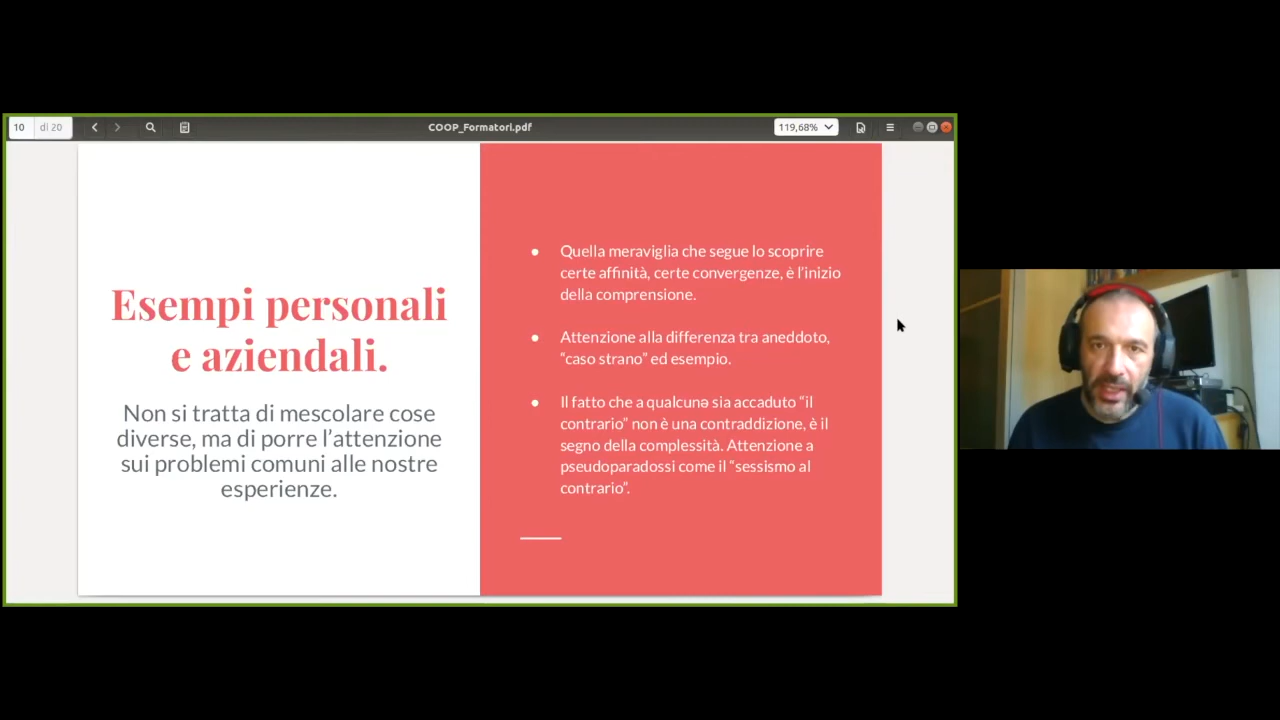 10
di 20
COOP_Formatori.pdf
119,68%
Esempi personali
e aziendali.
Non si tratta di mescolare cose
diverse, ma di porre l’attenzione
sui problemi comuni alle nostre
esperienze.
● Quella meraviglia che segue lo scoprire
certe affinità, certe convergenze, è l’inizio
della comprensione.
● Attenzione alla differenza tra aneddoto,
“caso strano” ed esempio.
● Il fatto che a qualcunə sia accaduto “il
contrario” non è una contraddizione, è il
segno della complessità. Attenzione a
pseudoparadossi come il “sessismo al
contrario”.